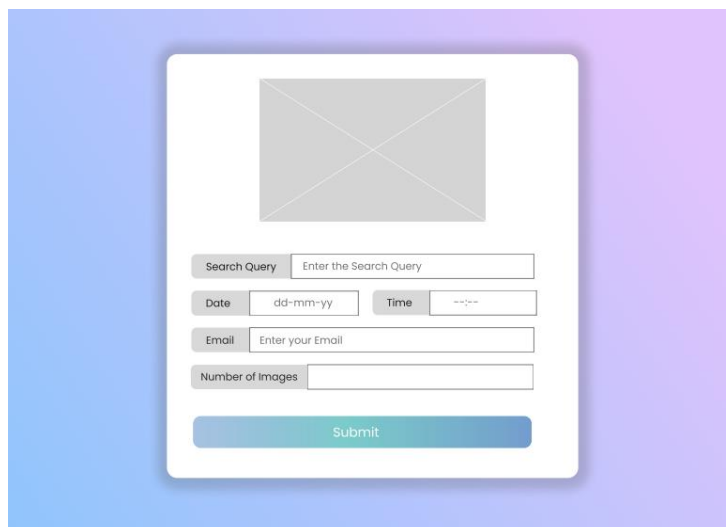 Search Query Enter the Search Query
Date dd-mm-yy Time --:--
Email Enter your Email
Number of Images
Submit